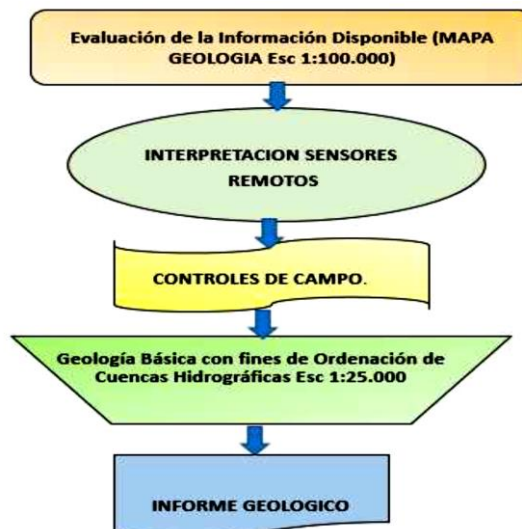 Evaluación de la Información Disponible (MAPA
GEOLOGIA Esc 1:100.000)
INTERPRETACION SENSORES
REMOTOS
CONTROLES DE CAMPO.
Geología Básica con fines de Ordenación de
Cuencas Hidrográficas Esc 1:25.000
INFORME GEOLOGICO